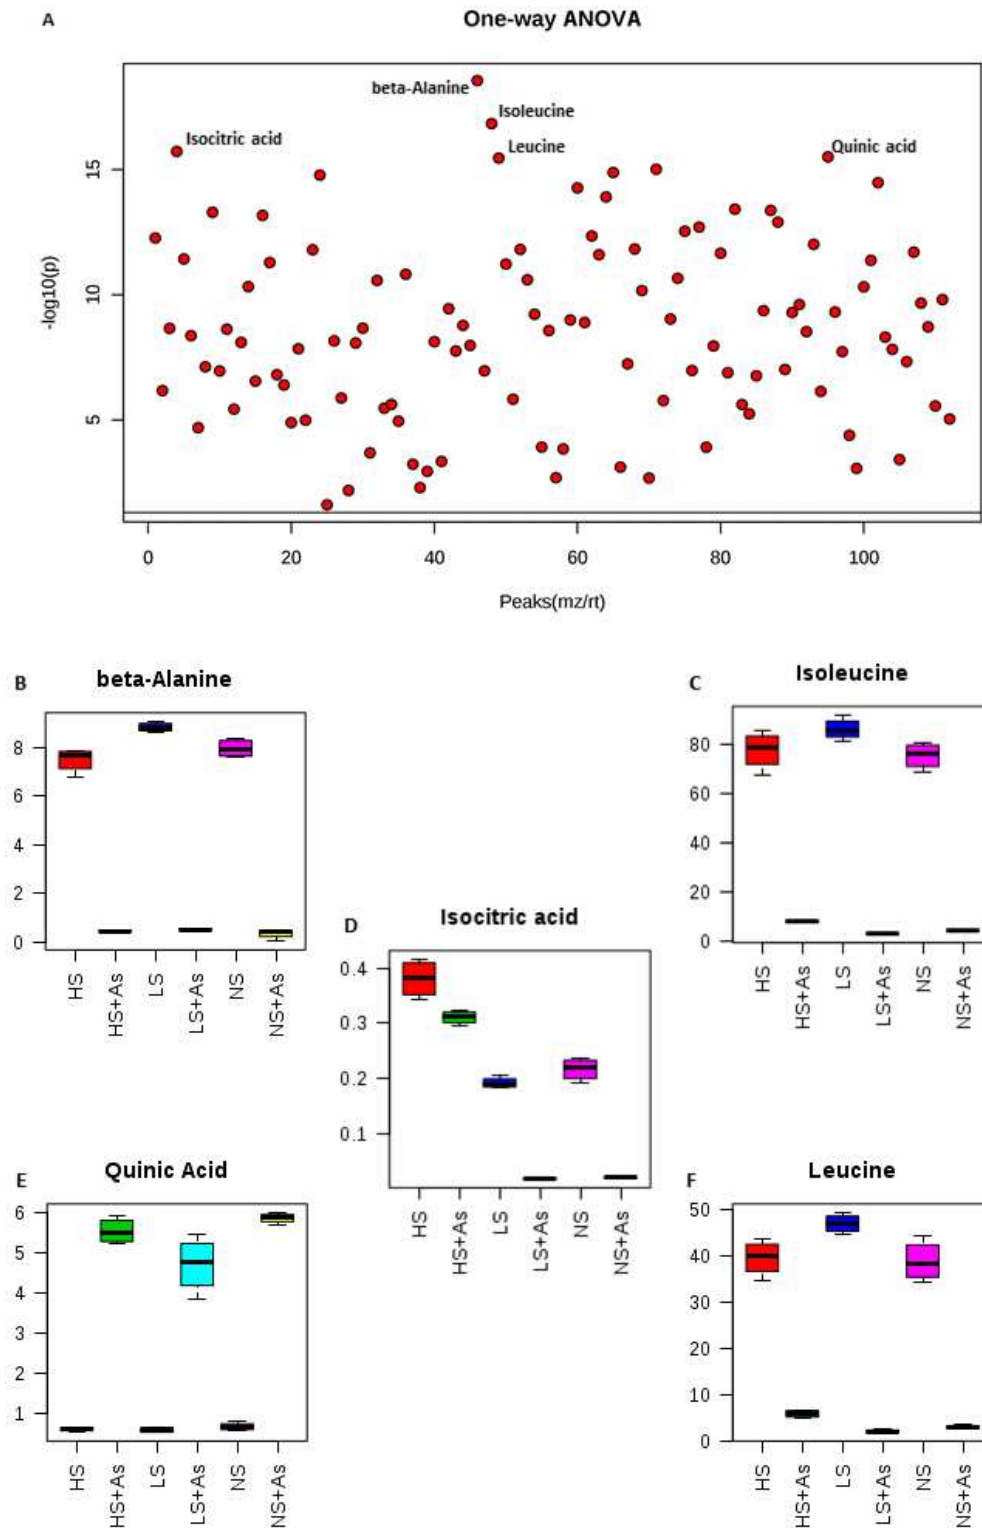 A
One-way ANOVA
beta-Alanine
Isoleucine
Isocitric acid
Leucine
Quinic acid
15
10
5
-log10(p)
0 20 40 60 80 100
Peaks(mz/rt)
B
beta-Alanine
8
6
4
2
0
HS HS+As LS LS+As NS NS+As
C
Isoleucine
80
60
40
20
0
HS HS+As LS LS+As NS NS+As
D
Isocitric acid
0.4
0.3
0.2
0.1
HS HS+As LS LS+As NS NS+As
E
Quinic Acid
6
5
4
3
2
1
HS HS+As LS LS+As NS NS+As
F
Leucine
50
40
30
20
10
0
HS HS+As LS LS+As NS NS+As